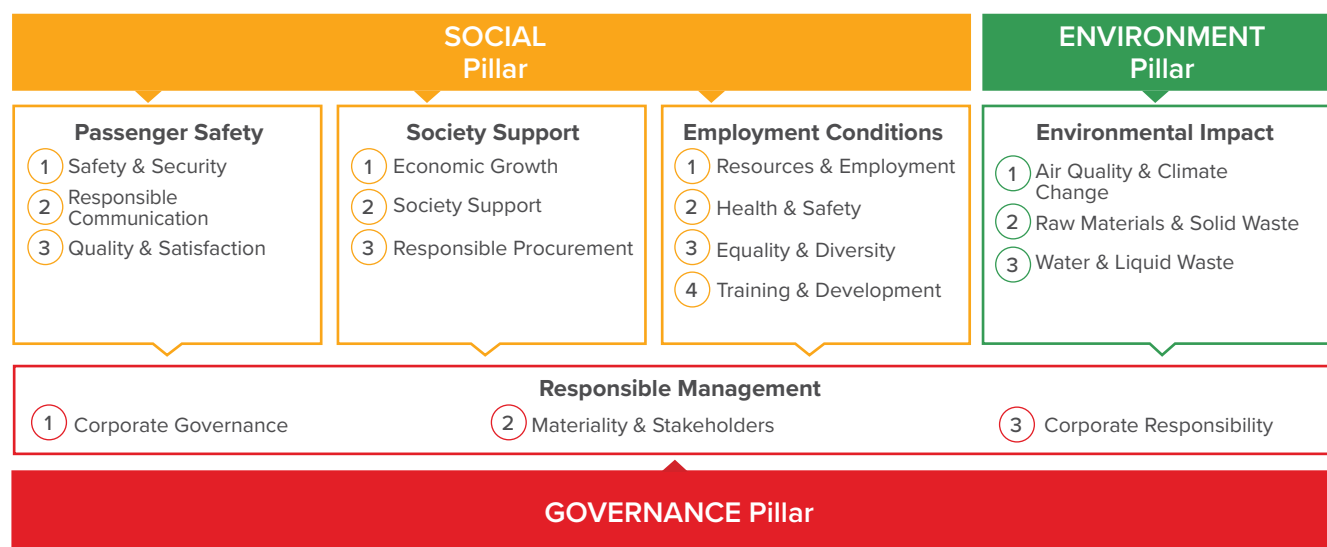 SOCIAL
Pillar
ENVIRONMENT
Pillar
Passenger Safety
1 Safety & Security
2 Responsible
Communication
3 Quality & Satisfaction
Society Support
1 Economic Growth
2 Society Support
3 Responsible Procurement
Employment Conditions
1 Resources & Employment
2 Health & Safety
3 Equality & Diversity
4 Training & Development
Environmental Impact
1 Air Quality & Climate
Change
2 Raw Materials & Solid Waste
3 Water & Liquid Waste
Responsible Management
1 Corporate Governance
2 Materiality & Stakeholders
3 Corporate Responsibility
GOVERNANCE Pillar